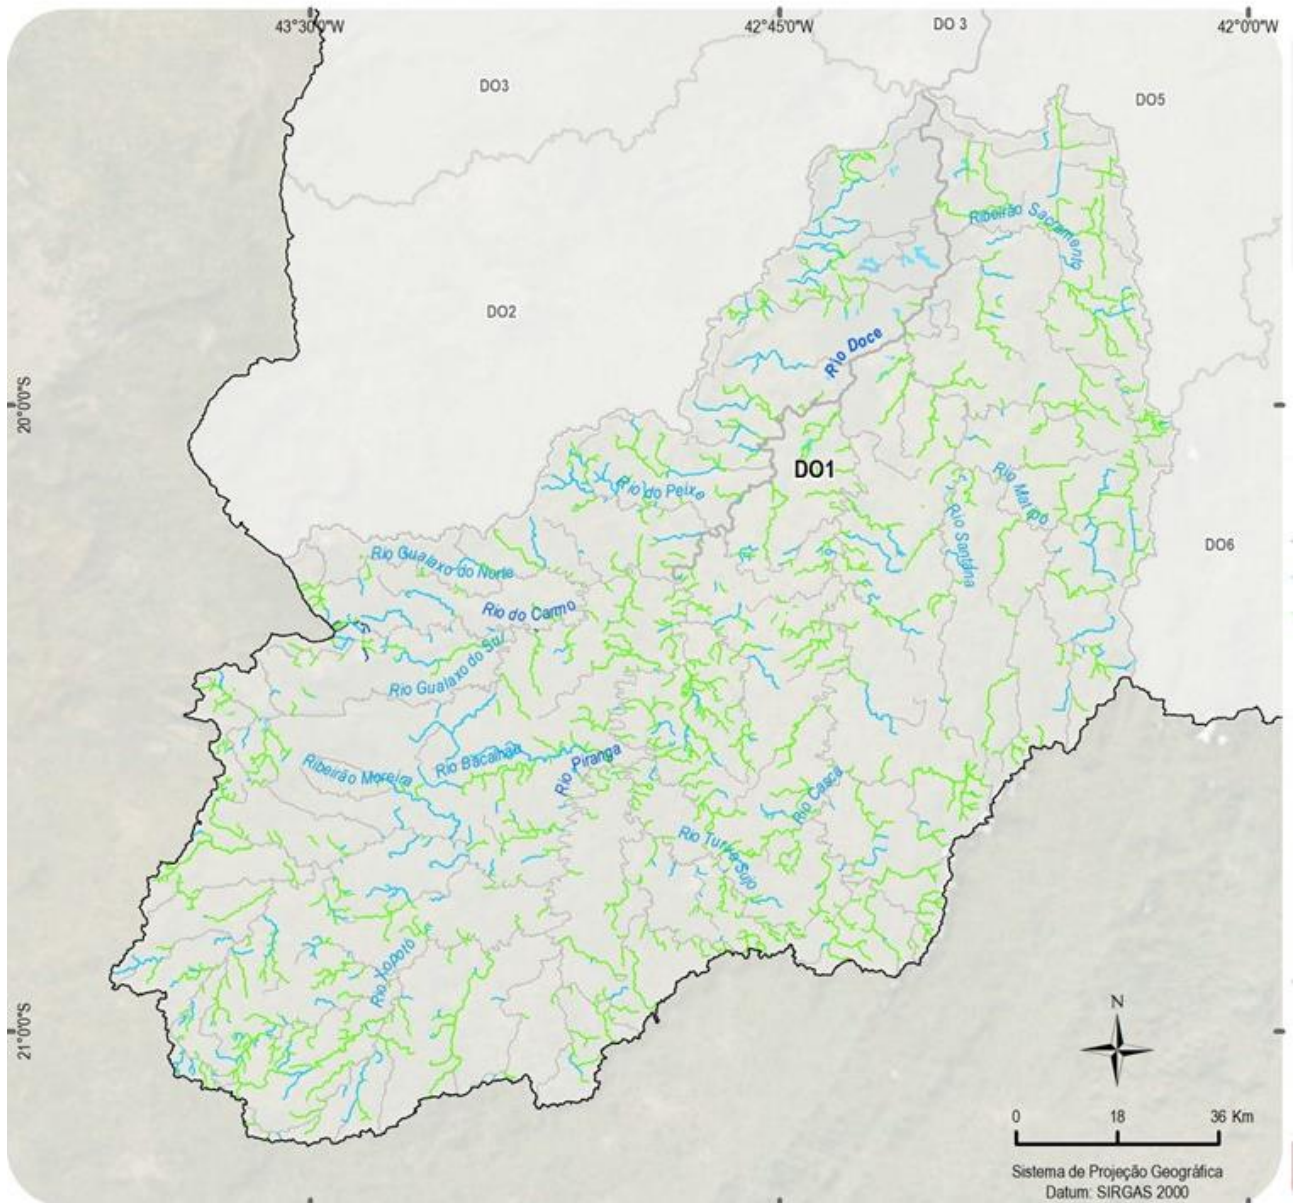 43°30'0"W
42°45'0"W
42°0'0"W
DO 3
DO3
DO5
Ribeirão Sacramento
DO2
Rio Doce
20°0'0"S
DO1
Rio do Peixe
Rio Matipó
Rio Santana
DO6
Rio Gualaxo do Norte
Rio do Carmo
Rio Gualaxo do Sul
Ribeirão Moreira
Rio Bacalhau
Rio Piranga
Rio Casca
Rio Turvo Sujo
Rio Xopotó
21°0'0"S
N
0 18 36 Km
Sistema de Projeção Geográfica
Datum: SIRGAS 2000